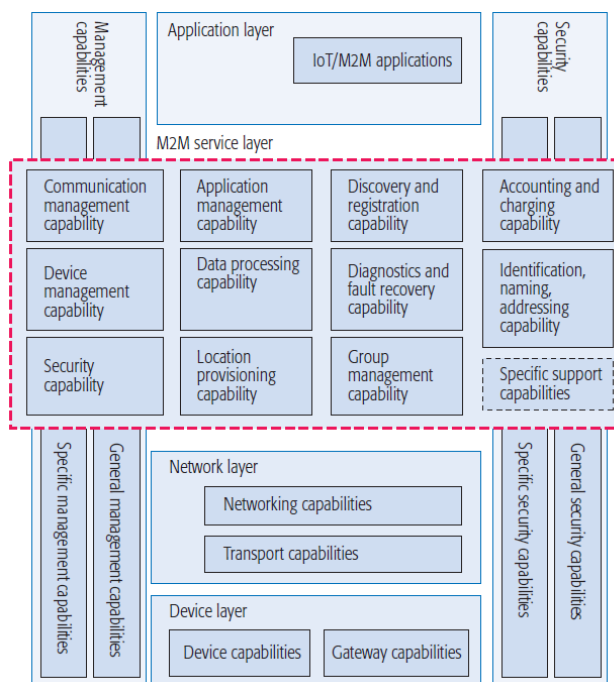 Management
capabilities
Application layer
IoT/M2M applications
Security
capabilities
M2M service layer
Communication
management
capability
Application
management
capability
Discovery and
registration
capability
Accounting and
charging
capability
Device
management
capability
Data processing
capability
Diagnostics and
fault recovery
capability
Identification,
naming,
addressing
capability
Security
capability
Location
provisioning
capability
Group
management
capability
Specific support
capabilities
Specific management capabilities
General management capabilities
Network layer
Networking capabilities
Transport capabilities
Device layer
Device capabilities
Gateway capabilities
Specific security capabilities
General security capabilities